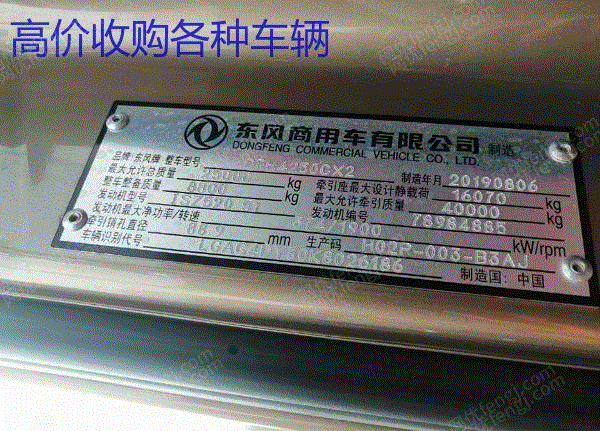 高价收购各种车辆
东风商用车有限公司 制造
DONGFENG COMMERCIAL VEHICLE CO., LTD.
品牌 东风牌 整车型号 制造年月 20190806
最大允许总质量 25000 kg 牵引座最大设计静载荷 16070 kg
整车整备质量 8800 kg 最大允许牵引质量 40000 kg
发动机型号 发动机编号 78982885
发动机最大净功率/转速 /1900 kW/rpm
牵引销孔直径 mm 生产码 H02R-003-B3AJ
车辆识别代号 制造国: 中国